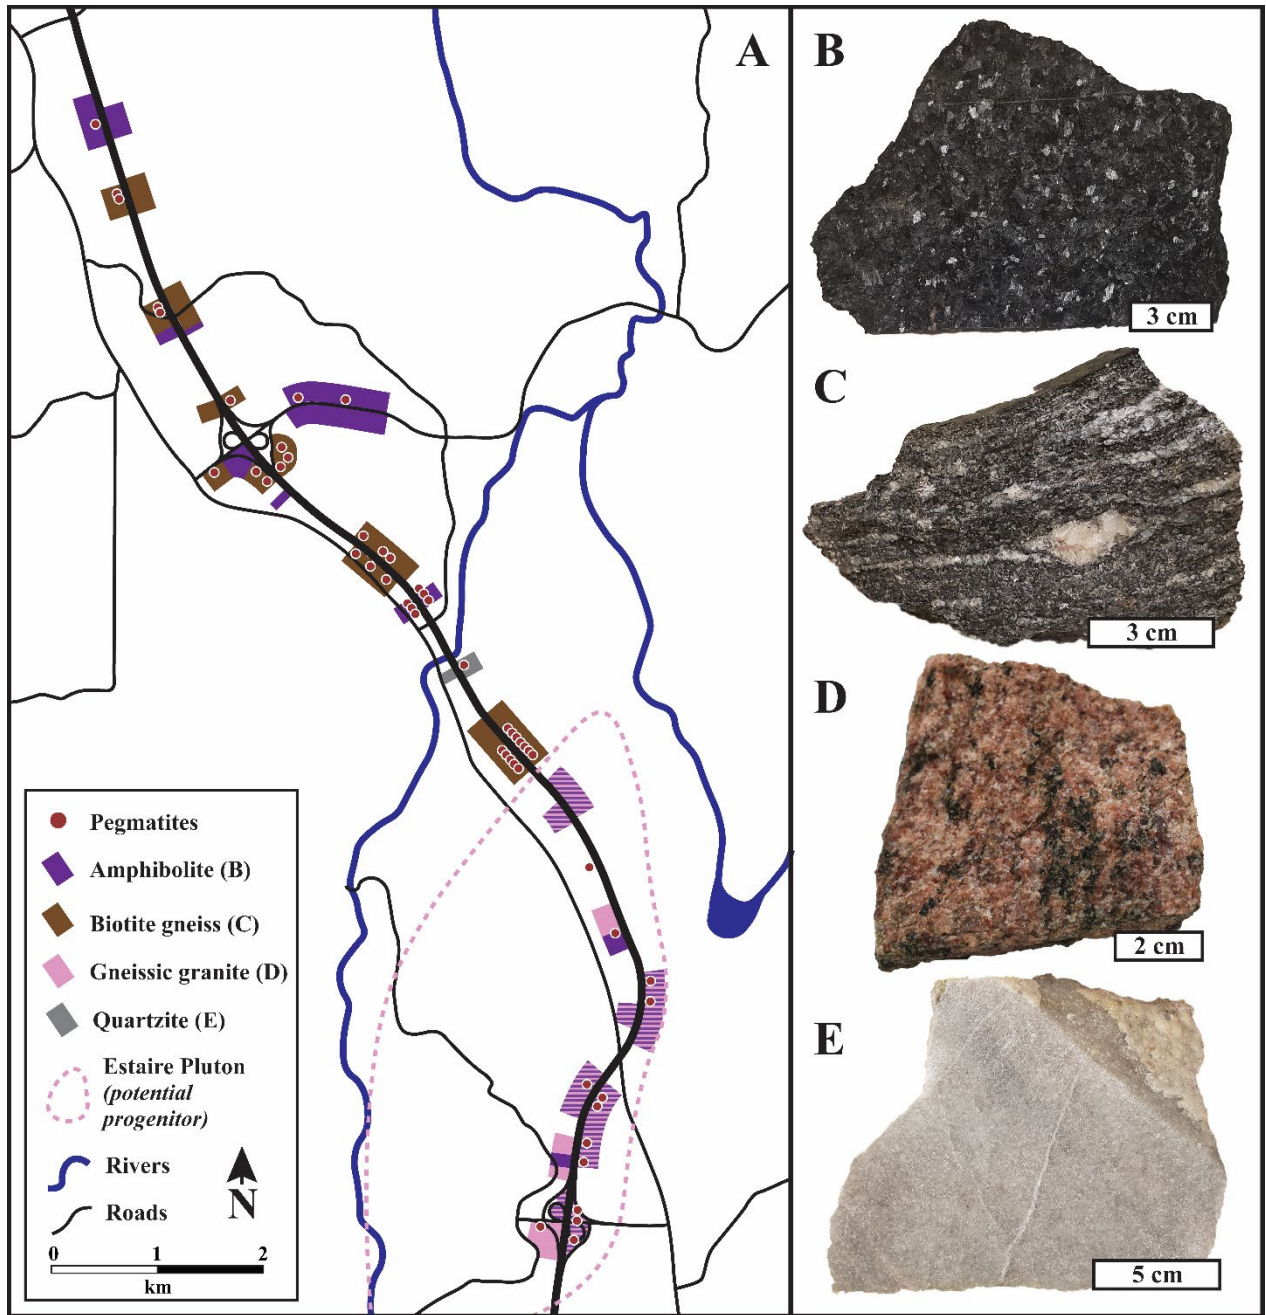 A
Pegmatites
Amphibolite (B)
Biotite gneiss (C)
Gneissic granite (D)
Quartzite (E)
Estaire Pluton
(potential
progenitor)
Rivers
Roads
N
0 1 2
km
B
3 cm
C
3 cm
D
2 cm
E
5 cm